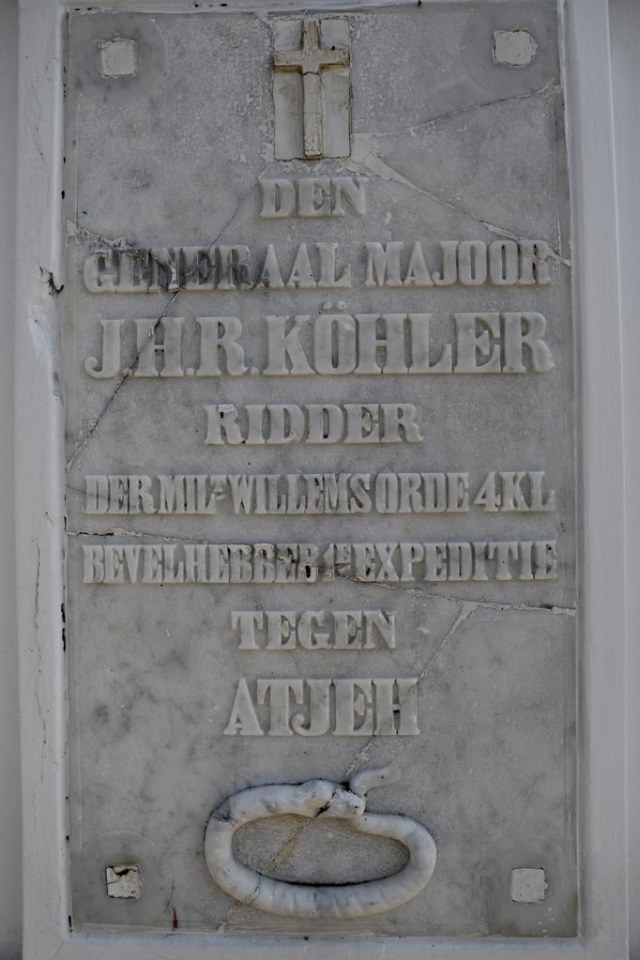 DEN
GENERAAL MAJOOR
J.H.R. KÖHLER
RIDDER
DER MILE WILLEMS ORDE 4 KL
BEVELHEBBER 1E EXPEDITIE
TEGEN
ATJEH